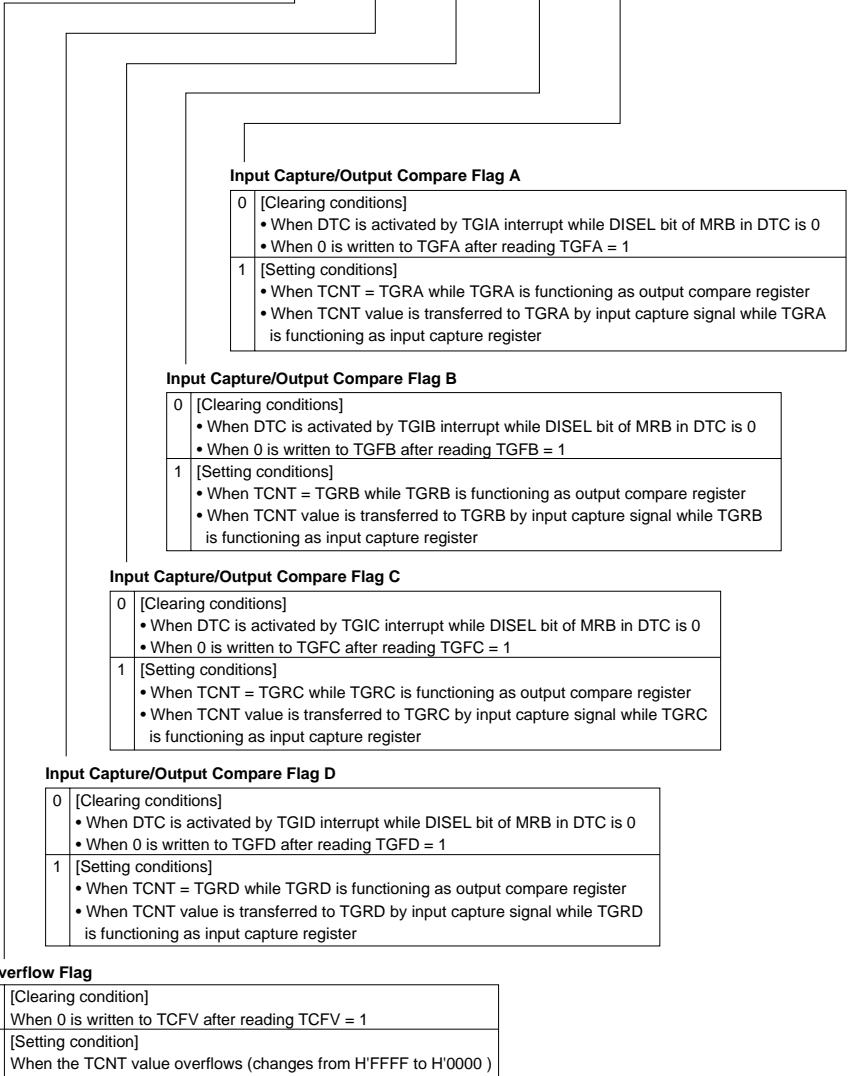 Input Capture/Output Compare Flag A
0 [Clearing conditions]
• When DTC is activated by TGIA interrupt while DISEL bit of MRB in DTC is 0
• When 0 is written to TGFA after reading TGFA = 1
1 [Setting conditions]
• When TCNT = TGRA while TGRA is functioning as output compare register
• When TCNT value is transferred to TGRA by input capture signal while TGRA
is functioning as input capture register
Input Capture/Output Compare Flag B
0 [Clearing conditions]
• When DTC is activated by TGIB interrupt while DISEL bit of MRB in DTC is 0
• When 0 is written to TGFB after reading TGFB = 1
1 [Setting conditions]
• When TCNT = TGRB while TGRB is functioning as output compare register
• When TCNT value is transferred to TGRB by input capture signal while TGRB
is functioning as input capture register
Input Capture/Output Compare Flag C
0 [Clearing conditions]
• When DTC is activated by TGIC interrupt while DISEL bit of MRB in DTC is 0
• When 0 is written to TGFC after reading TGFC = 1
1 [Setting conditions]
• When TCNT = TGRC while TGRC is functioning as output compare register
• When TCNT value is transferred to TGRC by input capture signal while TGRC
is functioning as input capture register
Input Capture/Output Compare Flag D
0 [Clearing conditions]
• When DTC is activated by TGID interrupt while DISEL bit of MRB in DTC is 0
• When 0 is written to TGFD after reading TGFD = 1
1 [Setting conditions]
• When TCNT = TGRD while TGRD is functioning as output compare register
• When TCNT value is transferred to TGRD by input capture signal while TGRD
is functioning as input capture register
verflow Flag
[Clearing condition]
When 0 is written to TCFV after reading TCFV = 1
[Setting condition]
When the TCNT value overflows (changes from H'FFFF to H'0000 )